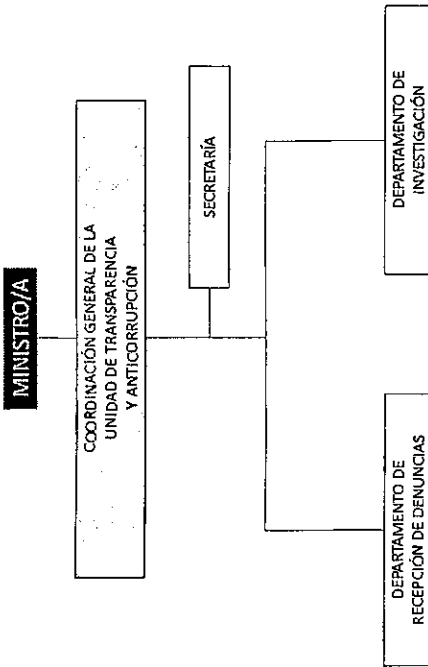 MINISTRO/A
COORDINACIÓN GENERAL DE LA
UNIDAD DE TRANSPARENCIA
Y ANTICORRUPCIÓN
SECRETARÍA
DEPARTAMENTO DE
RECEPCIÓN DE DENUNCIAS
DEPARTAMENTO DE
INVESTIGACIÓN